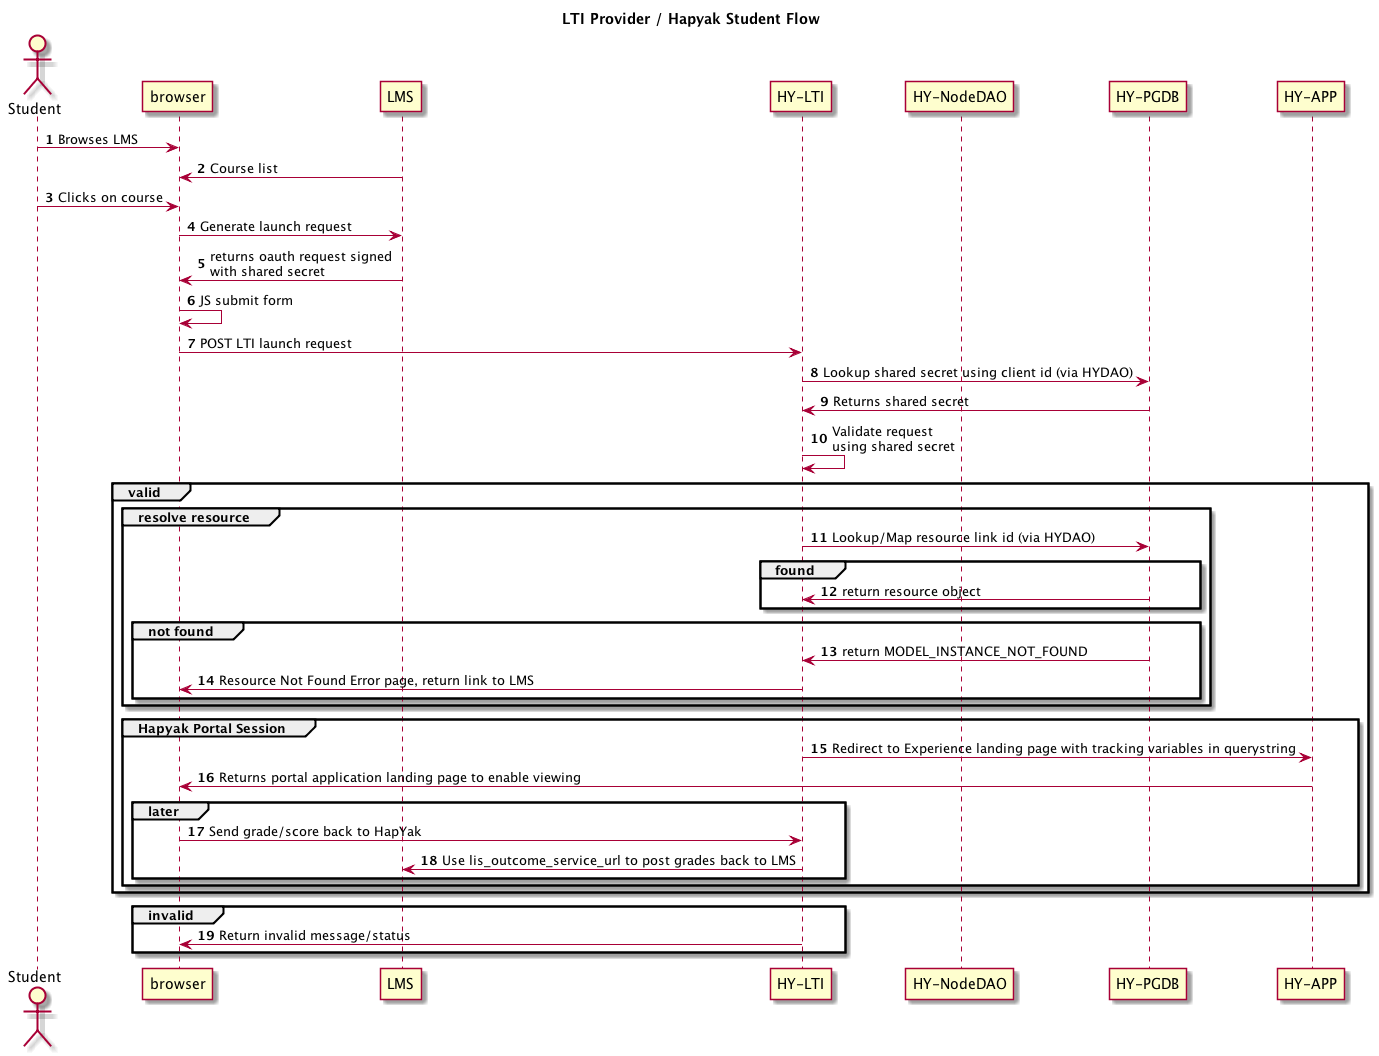 LTI Provider / Hapyak Student Flow
Student
browser
LMS
HY-LTI
HY-NodeDAO
HY-PGDB
HY-APP
1 Browses LMS
2 Course list
3 Clicks on course
4 Generate launch request
5 returns oauth request signed
with shared secret
6 JS submit form
7 POST LTI launch request
8 Lookup shared secret using client id (via HYDAO)
9 Returns shared secret
10 Validate request
using shared secret
valid
resolve resource
11 Lookup/Map resource link id (via HYDAO)
found
12 return resource object
not found
13 return MODEL_INSTANCE_NOT_FOUND
14 Resource Not Found Error page, return link to LMS
Hapyak Portal Session
15 Redirect to Experience landing page with tracking variables in querystring
16 Returns portal application landing page to enable viewing
later
17 Send grade/score back to HapYak
18 Use lis_outcome_service_url to post grades back to LMS
invalid
19 Return invalid message/status
Student
browser
LMS
HY-LTI
HY-NodeDAO
HY-PGDB
HY-APP